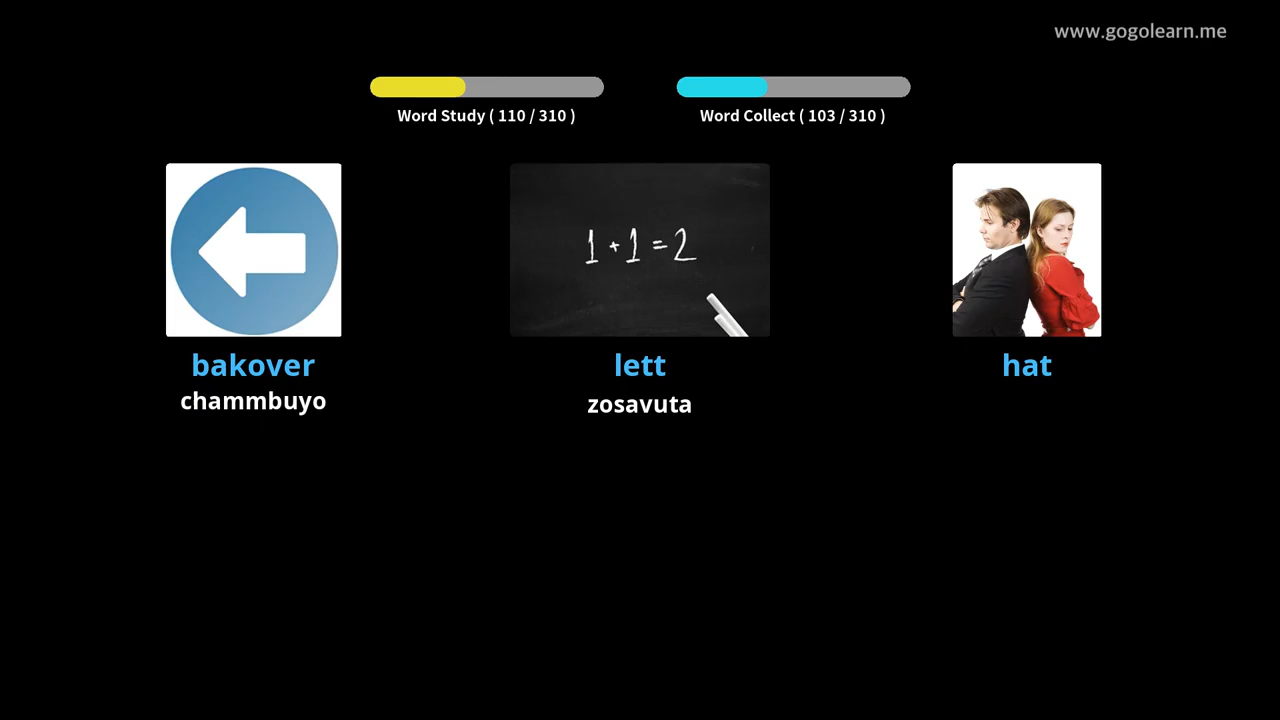 www.gogolearn.me
Word Study ( 110 / 310 )
Word Collect ( 103 / 310 )
1 + 1 = 2
bakover
lett
hat
chammbuyo
zosavuta